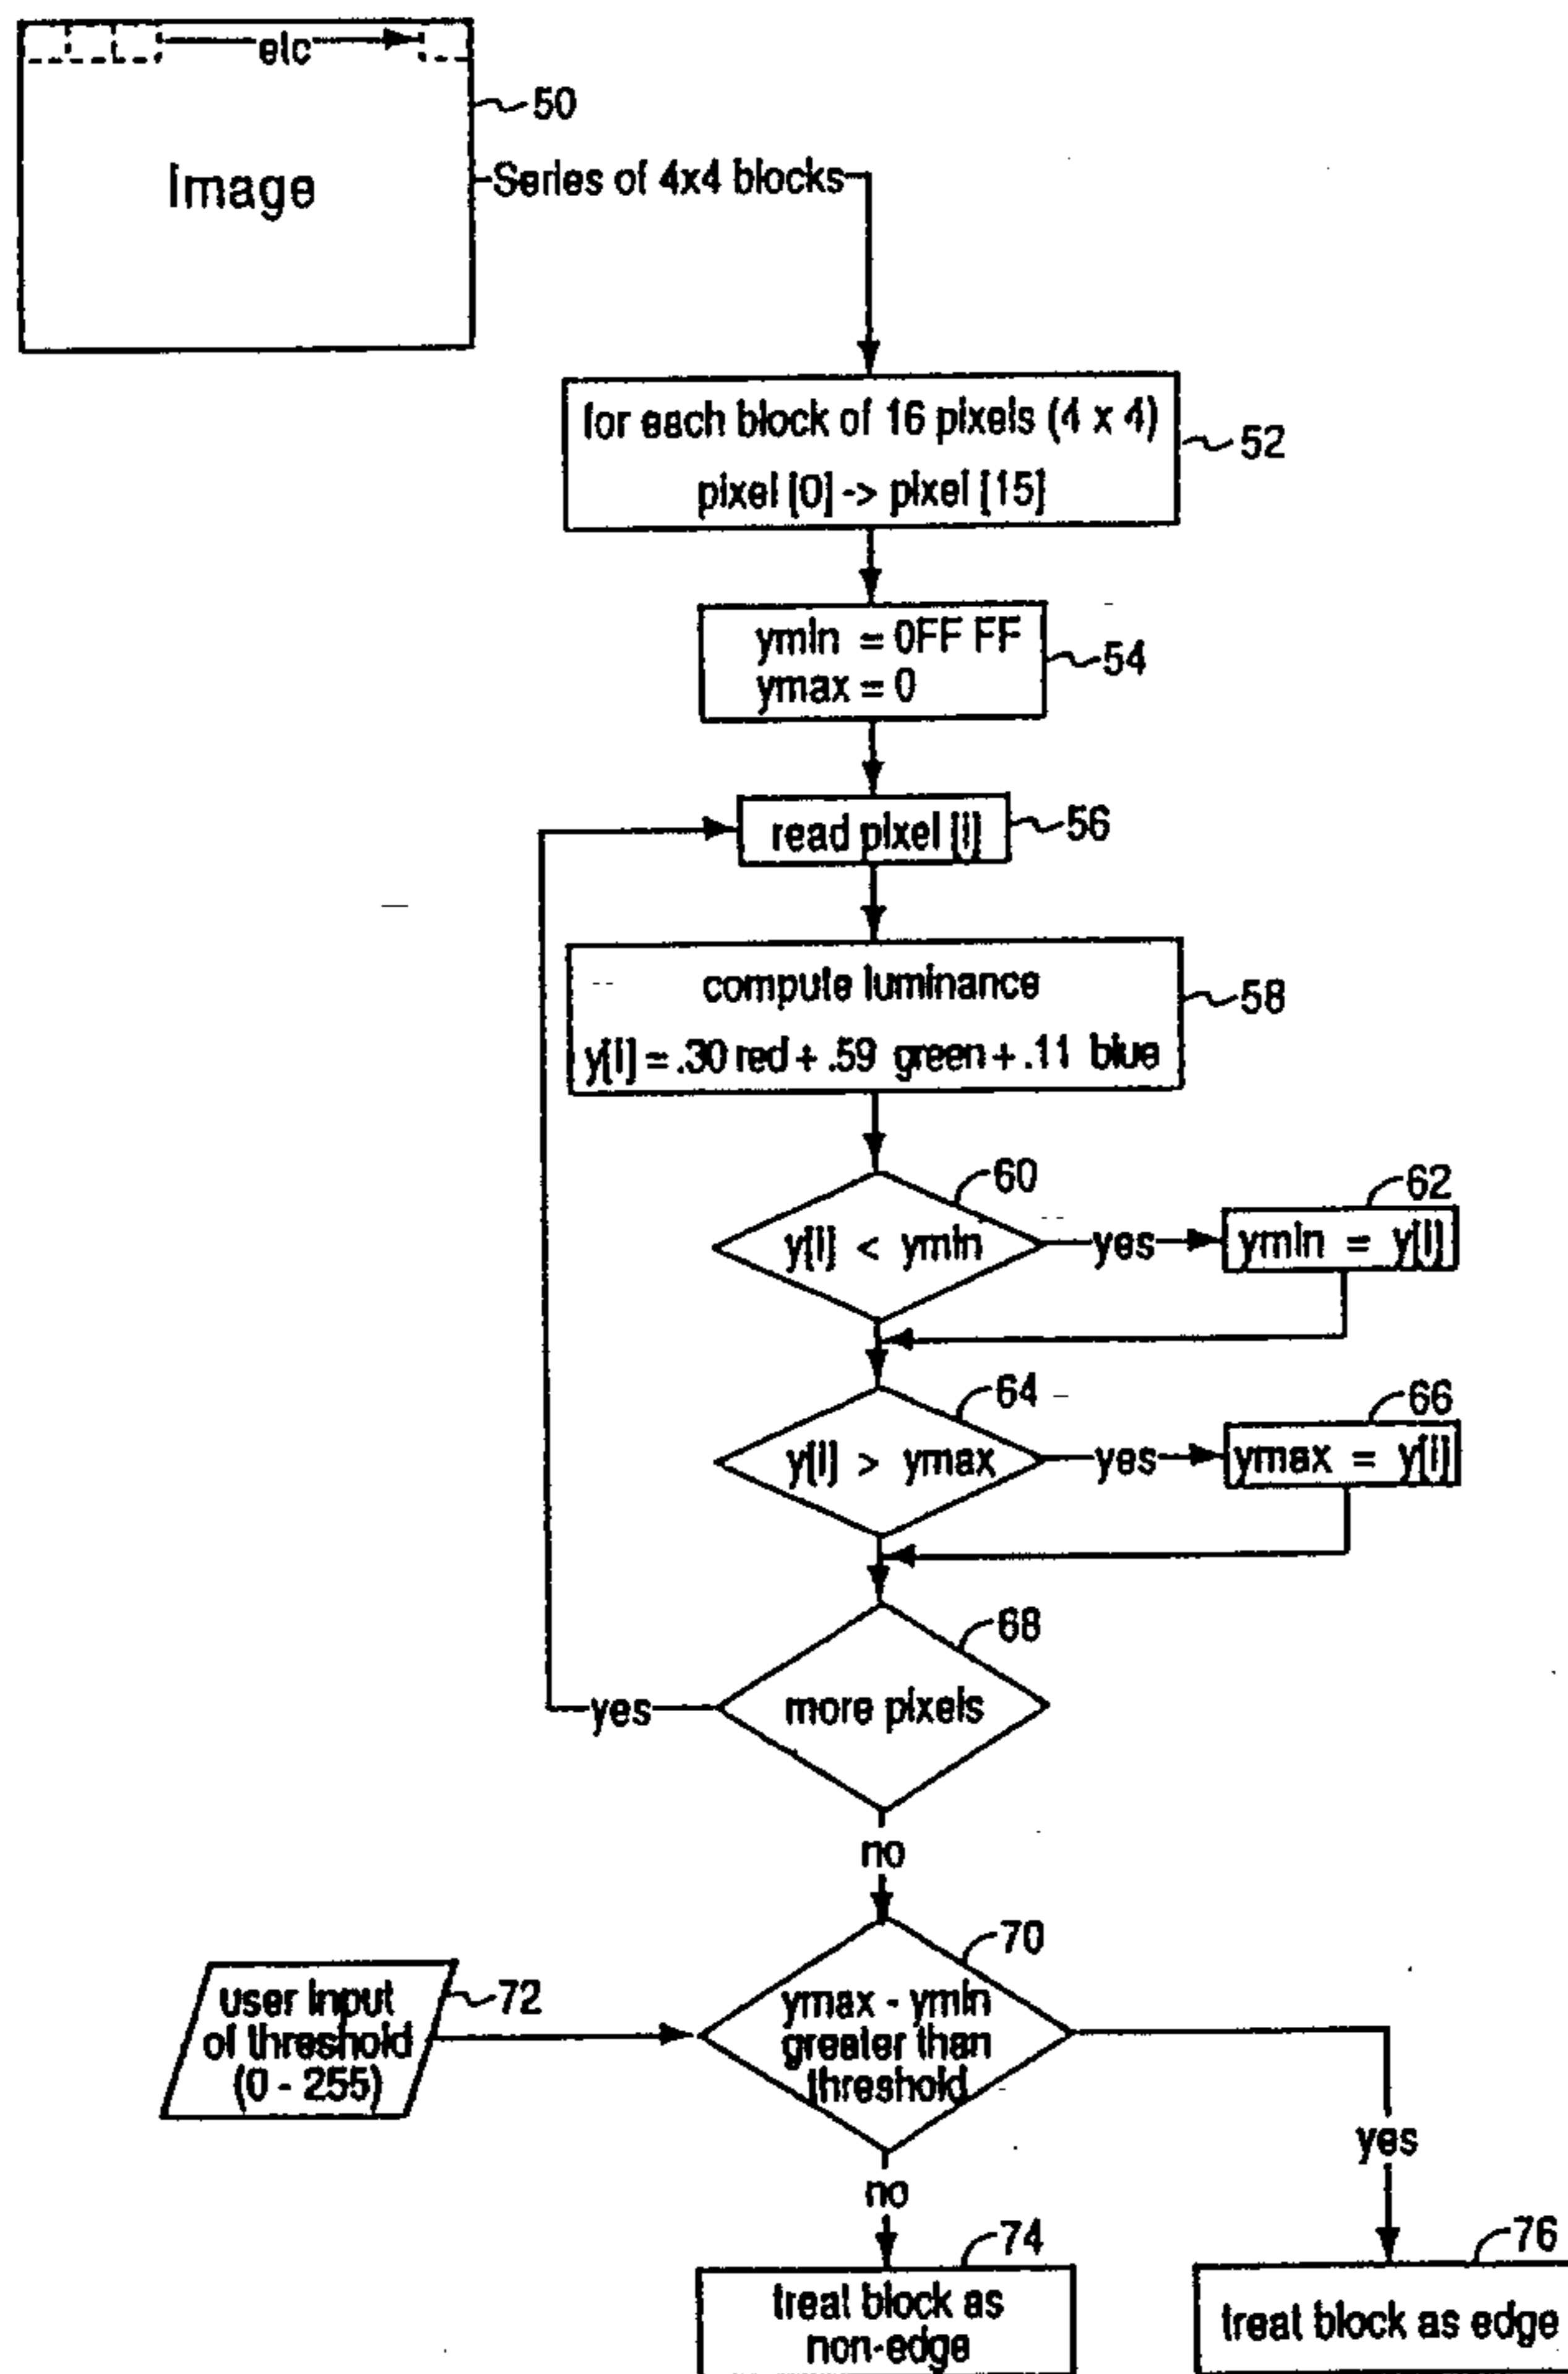 etc
50
Image
Series of 4x4 blocks
for each block of 16 pixels (4 x 4)
pixel [0] -> pixel [15]
52
ymin = 0FF FF
ymax = 0
54
read pixel [i]
56
compute luminance
y[i] = .30 red + .59 green + .11 blue
58
60
y[i] < ymin
yes
62
ymin = y[i]
64
y[i] > ymax
yes
66
ymax = y[i]
68
more pixels
yes
no
70
ymax - ymin
greater than
threshold
72
user input
of threshold
(0 - 255)
yes
no
74
treat block as
non-edge
76
treat block as edge